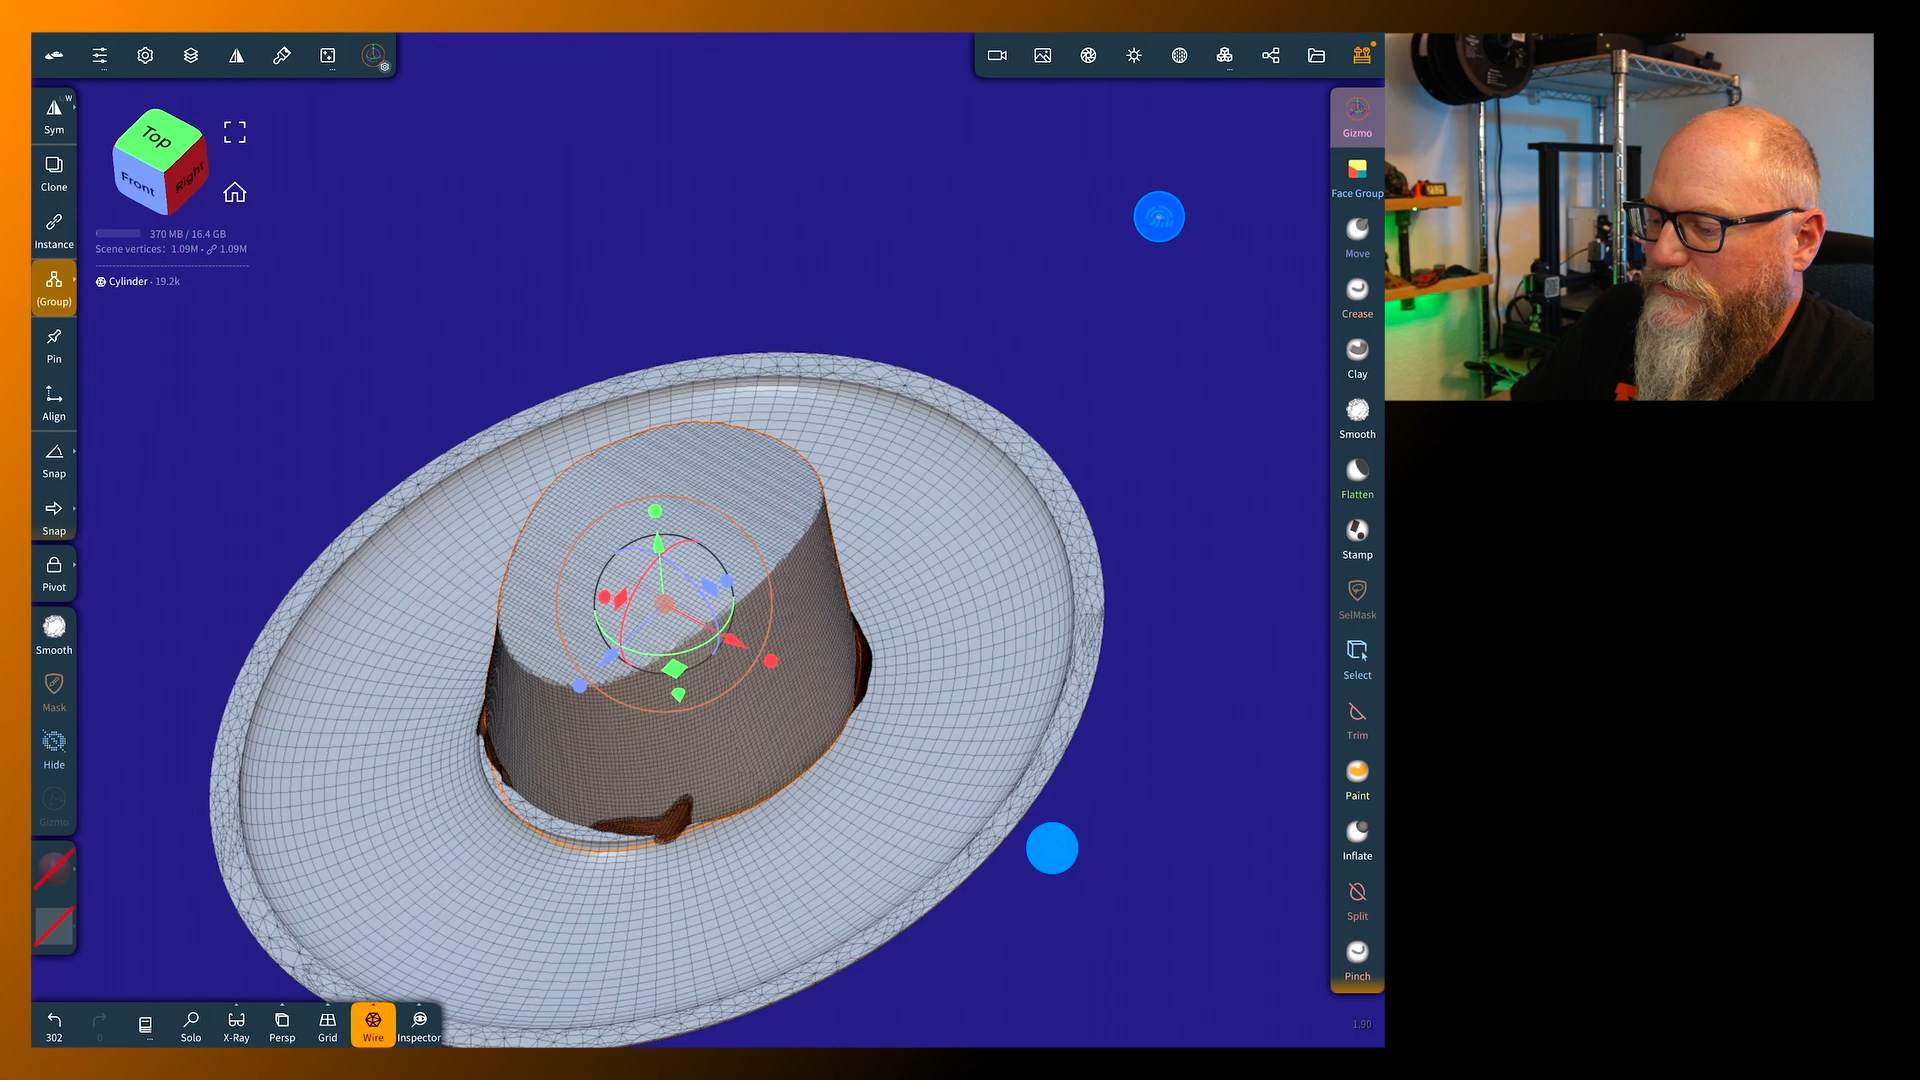 W
Sym
Clone
Instance
(Group)
Pin
Align
Snap
Snap
Pivot
Smooth
Mask
Hide
Gizmo
Top
Front
Right
370 MB / 16.4 GB
Scene vertices: 1.09M • 1.09M
Cylinder • 19.2k
Gizmo
Face Group
Move
Crease
Clay
Smooth
Flatten
Stamp
SelMask
Select
Trim
Paint
Inflate
Split
Pinch
302
0
Solo
X-Ray
Persp
Grid
Wire
Inspector
1.90